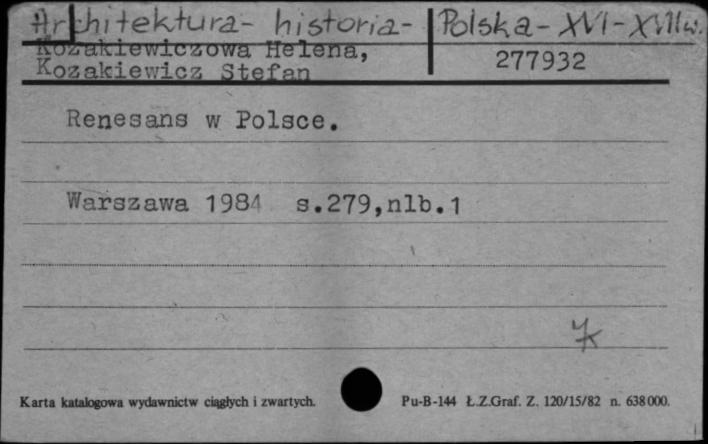 Architektura - historia - Polska - XVI - XVIIw.
Kozakiewiczowa Helena,
Kozakiewicz Stefan
277932
Renesans w Polsce.
Warszawa 1984 s.279,nlb.1
Karta katalogowa wydawnictw ciągłych i zwartych.
Pu-B-144 Ł.Z.Graf. Z. 120/15/82 n. 638000.